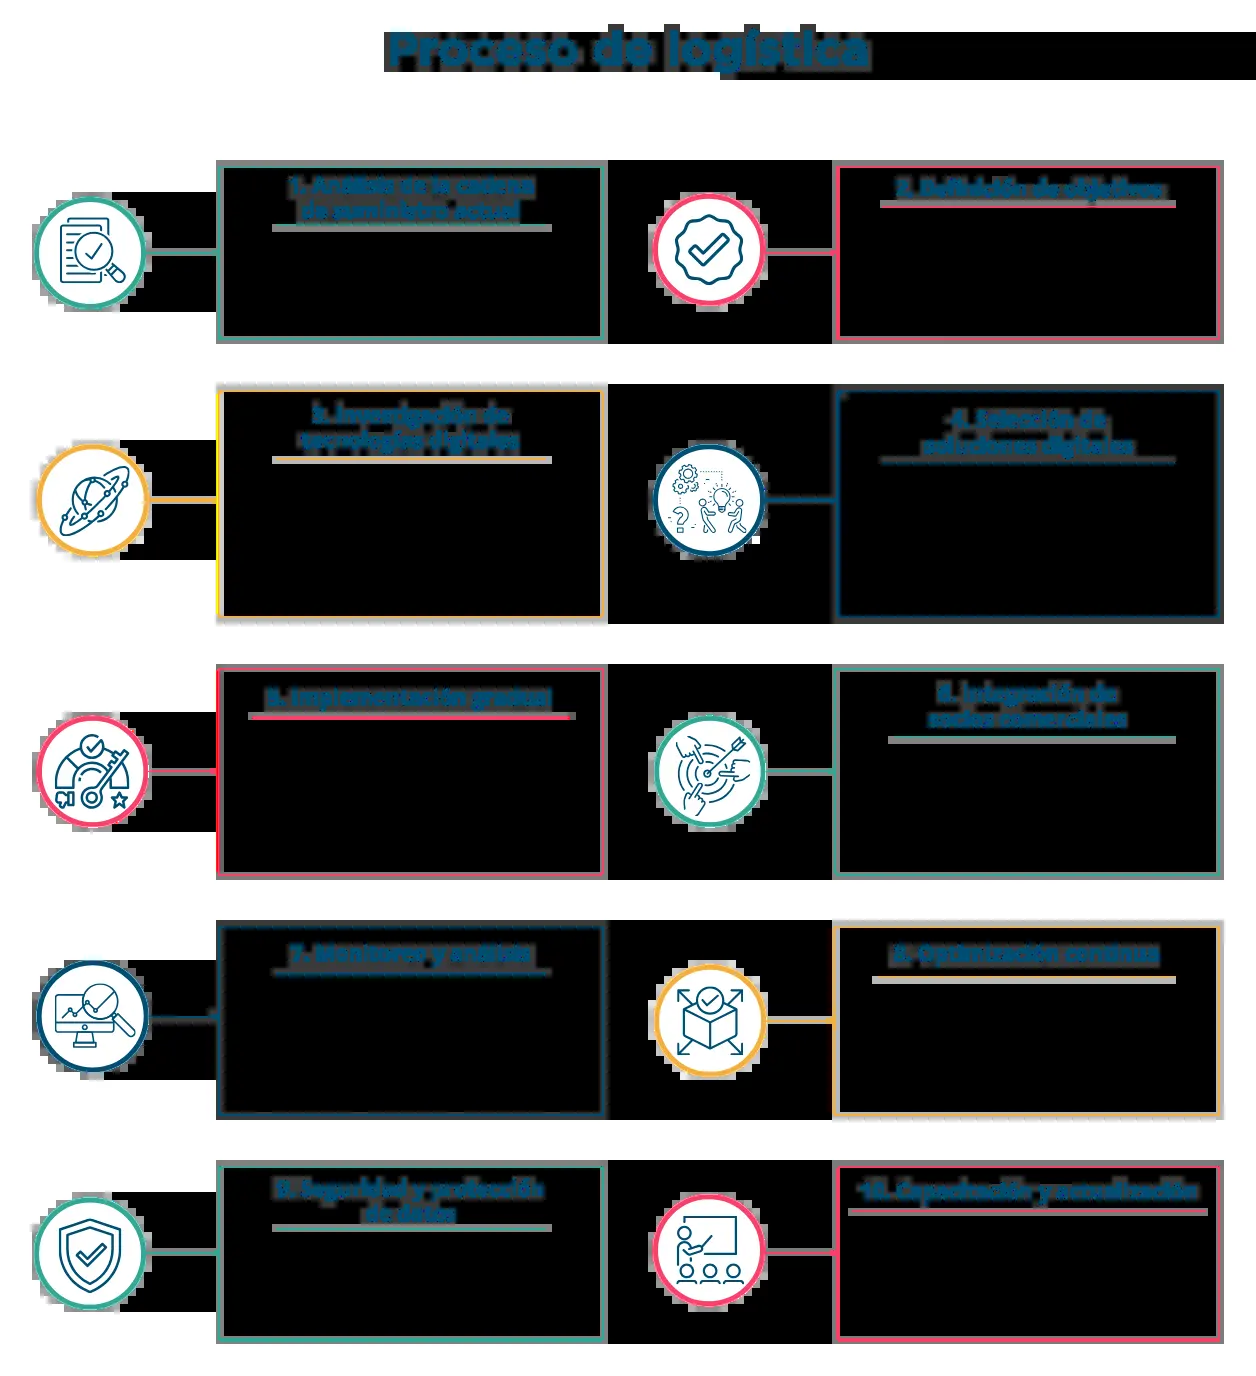 Proceso de logística
1. Análisis de la cadena
de suministro actual
2. Definición de objetivos
3. Investigación de
tecnologías digitales
4. Selección de
soluciones digitales
5. Implementación gradual
6. Integración de
socios comerciales
7. Monitoreo y análisis
8. Optimización continua
9. Seguridad y protección
de datos
10. Capacitación y